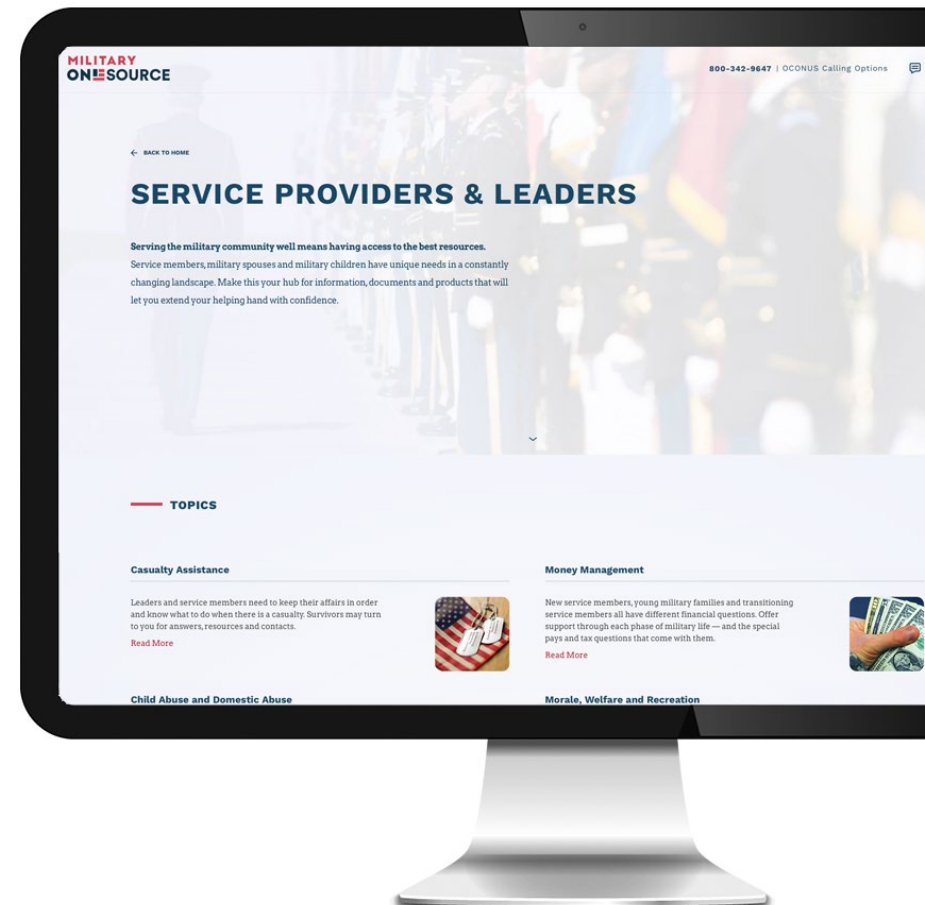 MILITARY
ONESOURCE
800-342-9647 | OCONUS Calling Options
← BACK TO HOME
SERVICE PROVIDERS & LEADERS
Serving the military community well means having access to the best resources.
Service members, military spouses and military children have unique needs in a constantly
changing landscape. Make this your hub for information, documents and products that will
let you extend your helping hand with confidence.
TOPICS
Casualty Assistance
Leaders and service members need to keep their affairs in order
and know what to do when there is a casualty. Survivors may turn
to you for answers, resources and contacts.
Read More
Money Management
New service members, young military families and transitioning
service members all have different financial questions. Offer
support through each phase of military life — and the special
pays and tax questions that come with them.
Read More
Child Abuse and Domestic Abuse
Morale, Welfare and Recreation